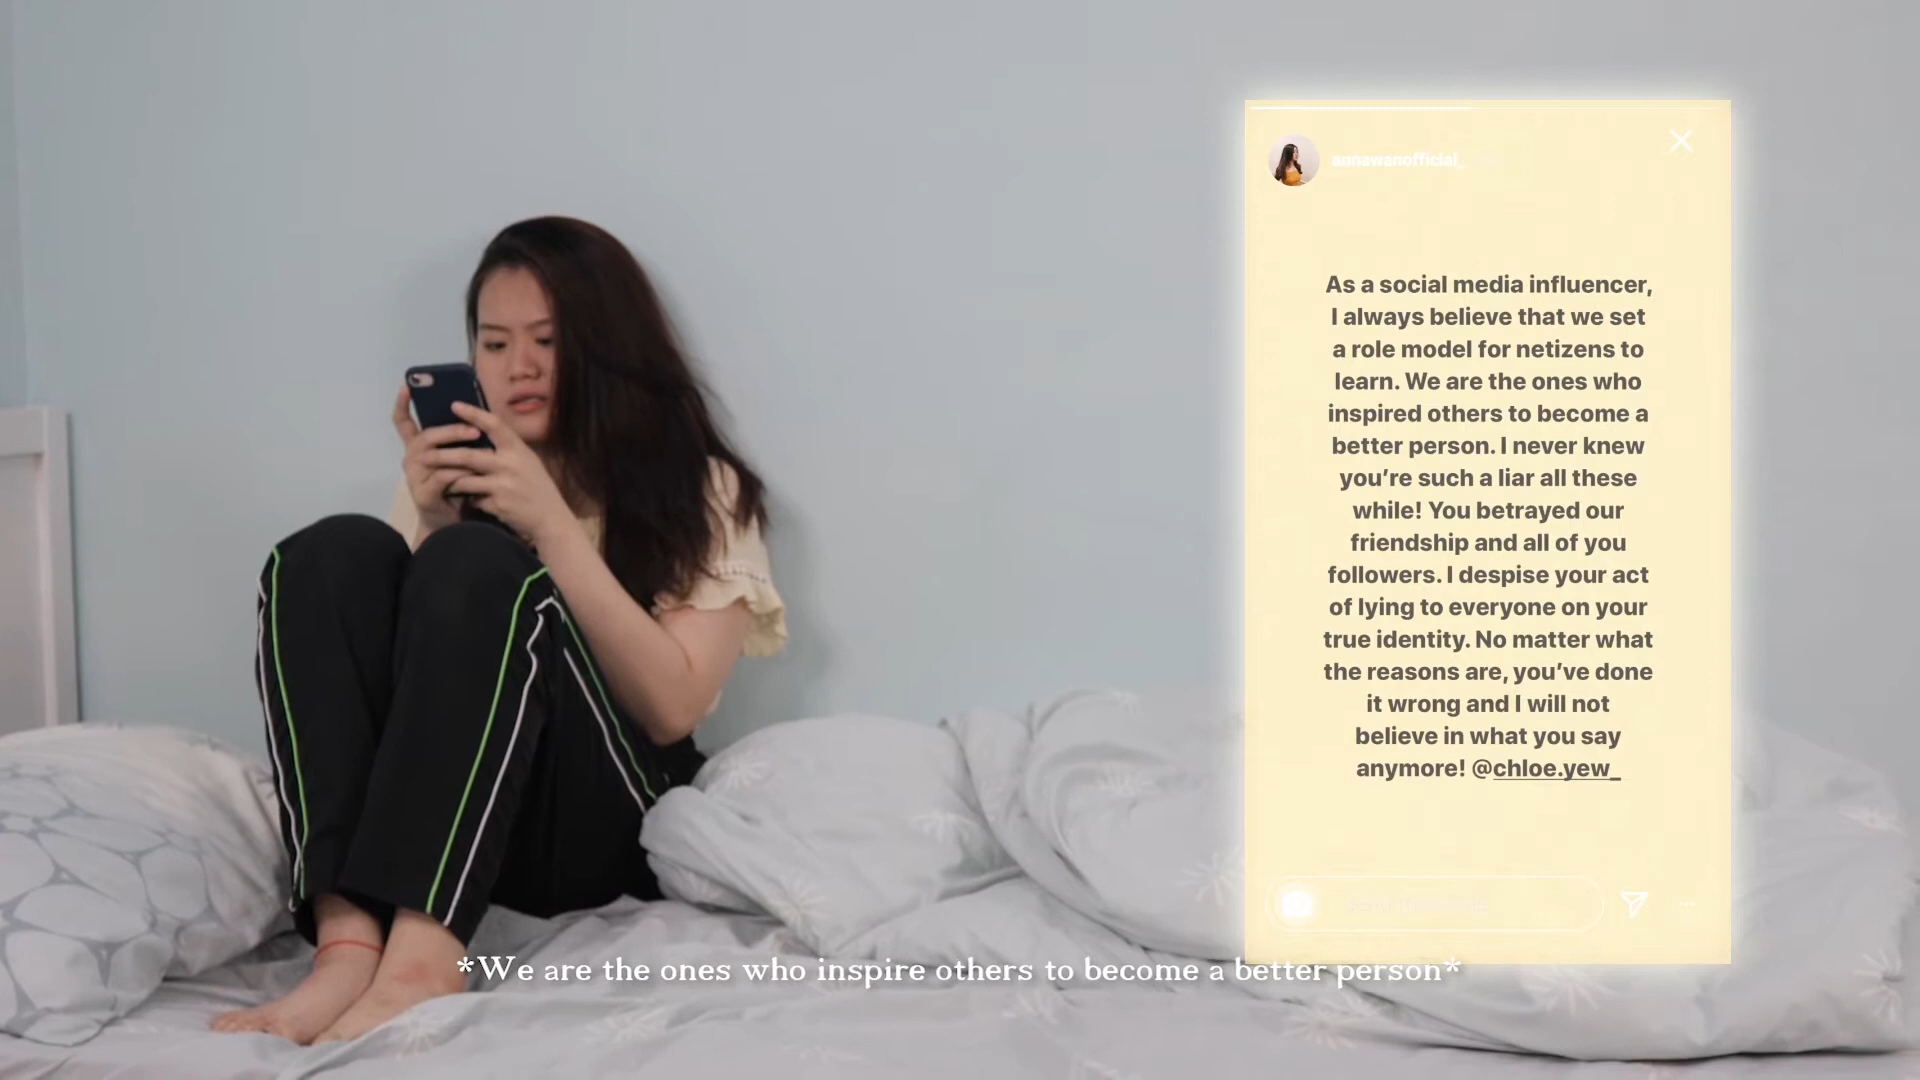 annawanofficial_
As a social media influencer,
I always believe that we set
a role model for netizens to
learn. We are the ones who
inspired others to become a
better person. I never knew
you’re such a liar all these
while! You betrayed our
friendship and all of you
followers. I despise your act
of lying to everyone on your
true identity. No matter what
the reasons are, you’ve done
it wrong and I will not
believe in what you say
anymore! @chloe.yew_
*We are the ones who inspire others to become a better person*